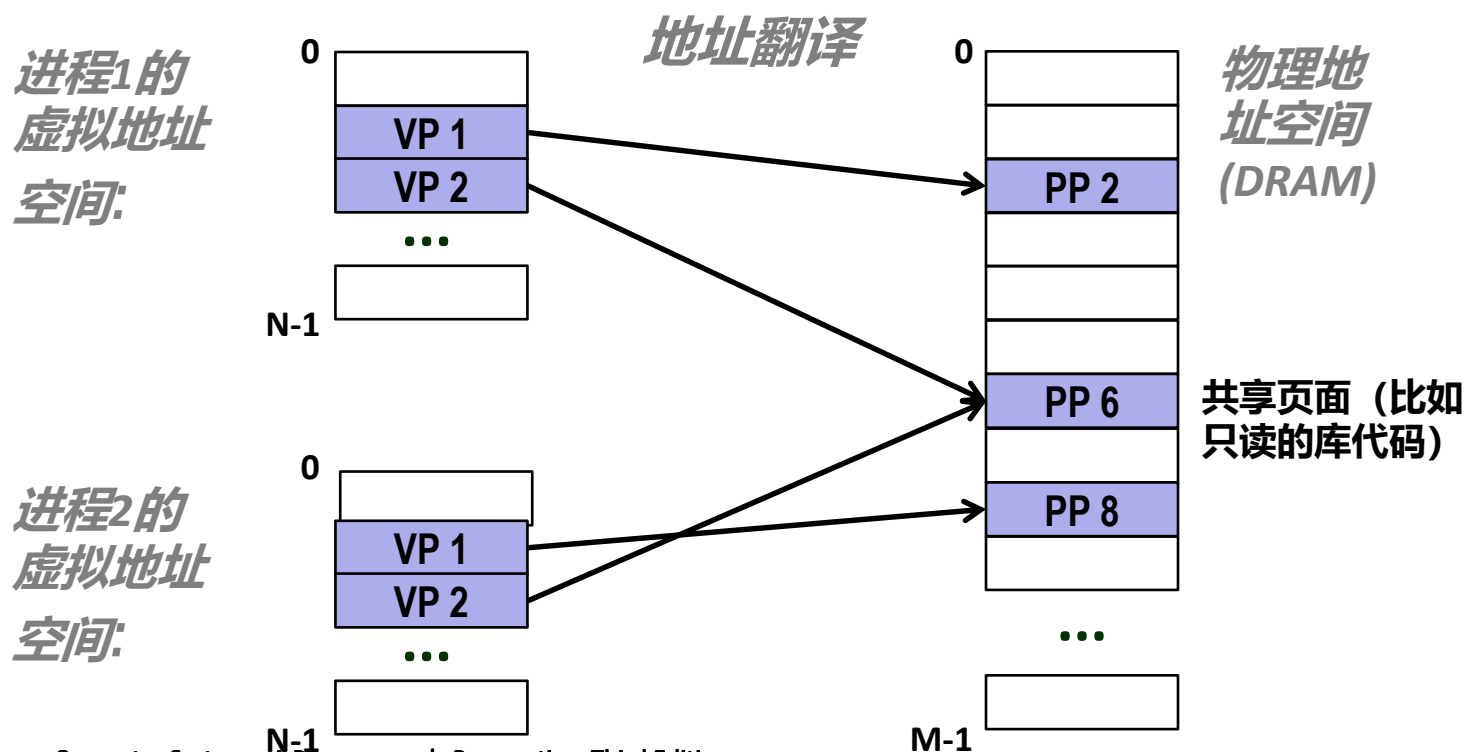 地址翻译
进程1的
虚拟地址
空间:
0
VP 1
VP 2
...
N-1
进程2的
虚拟地址
空间:
0
VP 1
VP 2
...
N-1
0
PP 2
PP 6
PP 8
...
M-1
物理地
址空间
(DRAM)
共享页面（比如
只读的库代码）